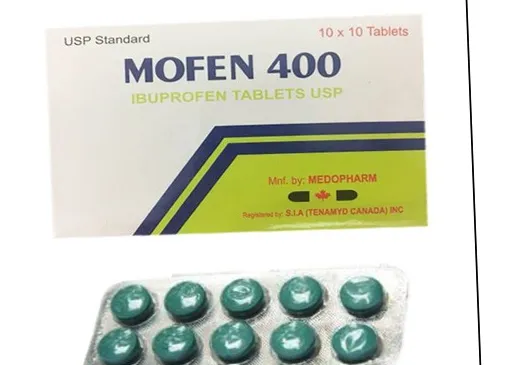 USP Standard
10 x 10 Tablets
MOFEN 400
IBUPROFEN TABLETS USP
Mnf. by: MEDOPHARM
Registered by: S.I.A (TENAMYD CANADA) INC